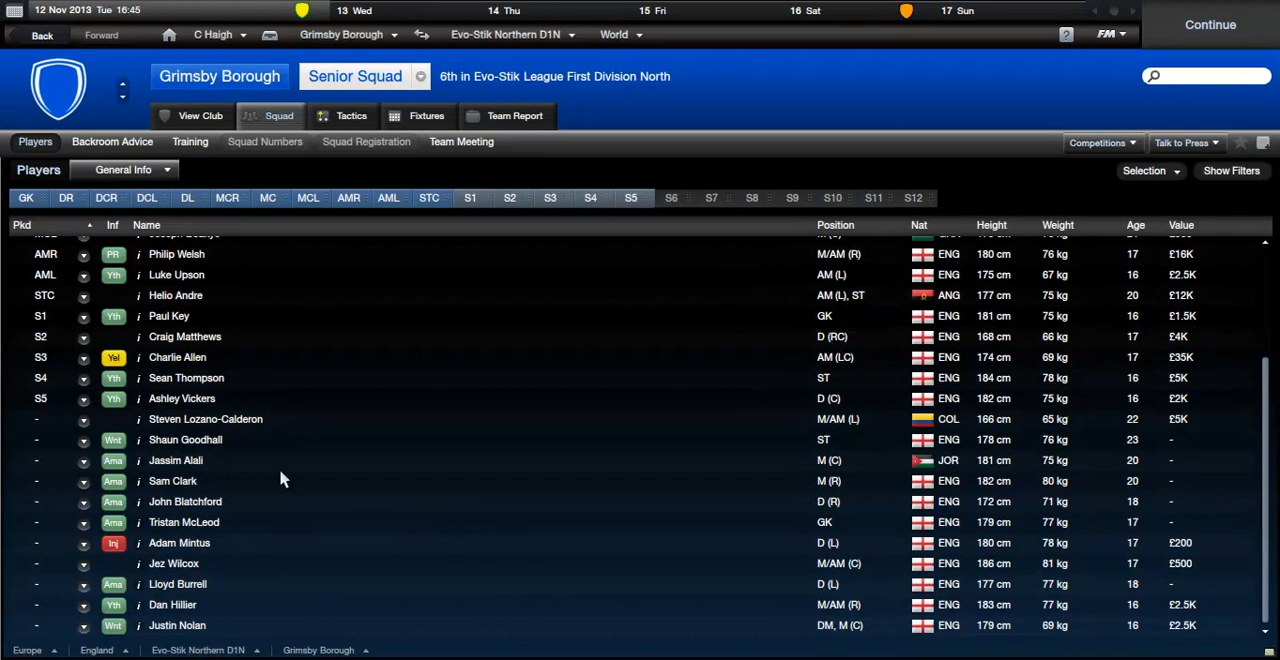 12 Nov 2013 Tue 16:45 13 Wed 14 Thu 15 Fri 16 Sat 17 Sun Continue
Back Forward C Haigh Grimsby Borough Evo-Stik Northern D1N World ? FM
Grimsby Borough Senior Squad 6th in Evo-Stik League First Division North
View Club Squad Tactics Fixtures Team Report
Players Backroom Advice Training Squad Numbers Squad Registration Team Meeting Competitions Talk to Press
Players General Info Selection Show Filters
GK DR DCR DCL DL MCR MC MCL AMR AML STC S1 S2 S3 S4 S5 S6 S7 S8 S9 S10 S11 S12
Pkd Inf Name Position Nat Height Weight Age Value
AMR PR i Philip Welsh M/AM (R) ENG 180 cm 76 kg 17 £16K
AML Yth i Luke Upson AM (L) ENG 175 cm 67 kg 16 £2.5K
STC i Helio Andre AM (L), ST ANG 177 cm 75 kg 20 £12K
S1 Yth i Paul Key GK ENG 181 cm 75 kg 16 £1.5K
S2 i Craig Matthews D (RC) ENG 168 cm 66 kg 17 £4K
S3 Yel i Charlie Allen AM (LC) ENG 174 cm 69 kg 17 £35K
S4 Yth i Sean Thompson ST ENG 184 cm 78 kg 16 £5K
S5 Yth i Ashley Vickers D (C) ENG 182 cm 75 kg 16 £2K
- i Steven Lozano-Calderon M/AM (L) COL 166 cm 65 kg 22 £5K
- Wnt i Shaun Goodhall ST ENG 178 cm 76 kg 23 -
- Ama i Jassim Alali M (C) JOR 181 cm 75 kg 20 -
- Ama i Sam Clark M (R) ENG 182 cm 80 kg 20 -
- Ama i John Blatchford D (R) ENG 172 cm 71 kg 18 -
- Ama i Tristan McLeod GK ENG 179 cm 77 kg 17 -
- Inj i Adam Mintus D (L) ENG 180 cm 78 kg 17 £200
- i Jez Wilcox M/AM (C) ENG 186 cm 81 kg 17 £500
- Ama i Lloyd Burrell D (L) ENG 177 cm 77 kg 18 -
- Yth i Dan Hillier M/AM (R) ENG 183 cm 77 kg 16 £2.5K
- Wnt i Justin Nolan DM, M (C) ENG 179 cm 69 kg 16 £2.5K
Europe England Evo-Stik Northern D1N Grimsby Borough